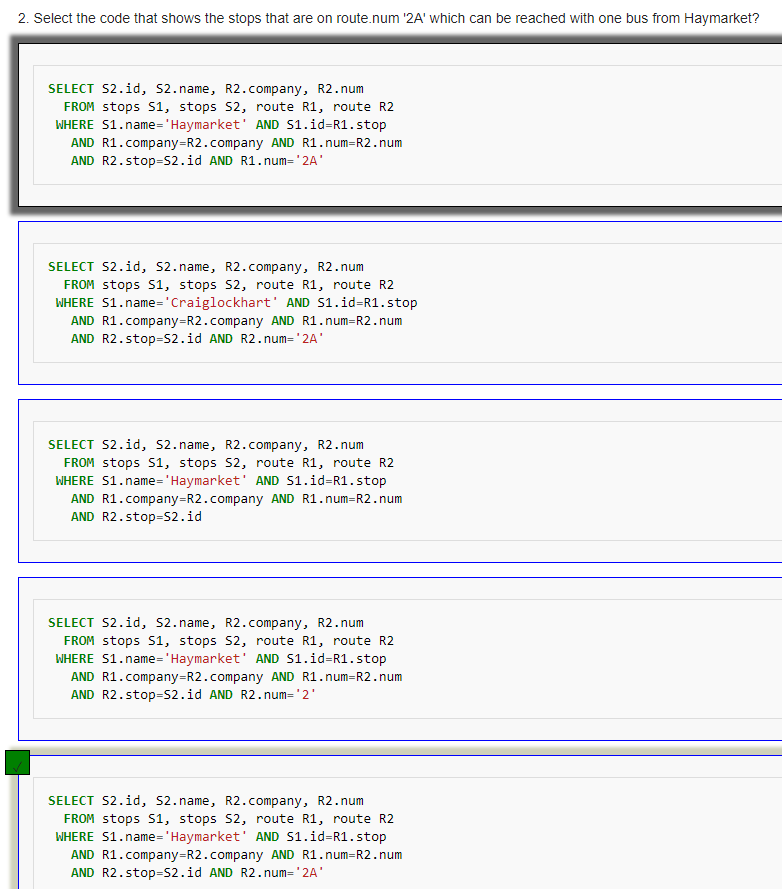 2. Select the code that shows the stops that are on route.num '2A' which can be reached with one bus from Haymarket?
SELECT S2.id, S2.name, R2.company, R2.num
FROM stops S1, stops S2, route R1, route R2
WHERE S1.name='Haymarket' AND S1.id=R1.stop
AND R1.company=R2.company AND R1.num=R2.num
AND R2.stop=S2.id AND R1.num='2A'
SELECT S2.id, S2.name, R2.company, R2.num
FROM stops S1, stops S2, route R1, route R2
WHERE S1.name='Craiglockhart' AND S1.id=R1.stop
AND R1.company=R2.company AND R1.num=R2.num
AND R2.stop=S2.id AND R2.num='2A'
SELECT S2.id, S2.name, R2.company, R2.num
FROM stops S1, stops S2, route R1, route R2
WHERE S1.name='Haymarket' AND S1.id=R1.stop
AND R1.company=R2.company AND R1.num=R2.num
AND R2.stop=S2.id
SELECT S2.id, S2.name, R2.company, R2.num
FROM stops S1, stops S2, route R1, route R2
WHERE S1.name='Haymarket' AND S1.id=R1.stop
AND R1.company=R2.company AND R1.num=R2.num
AND R2.stop=S2.id AND R2.num='2'
SELECT S2.id, S2.name, R2.company, R2.num
FROM stops S1, stops S2, route R1, route R2
WHERE S1.name='Haymarket' AND S1.id=R1.stop
AND R1.company=R2.company AND R1.num=R2.num
AND R2.stop=S2.id AND R2.num='2A'